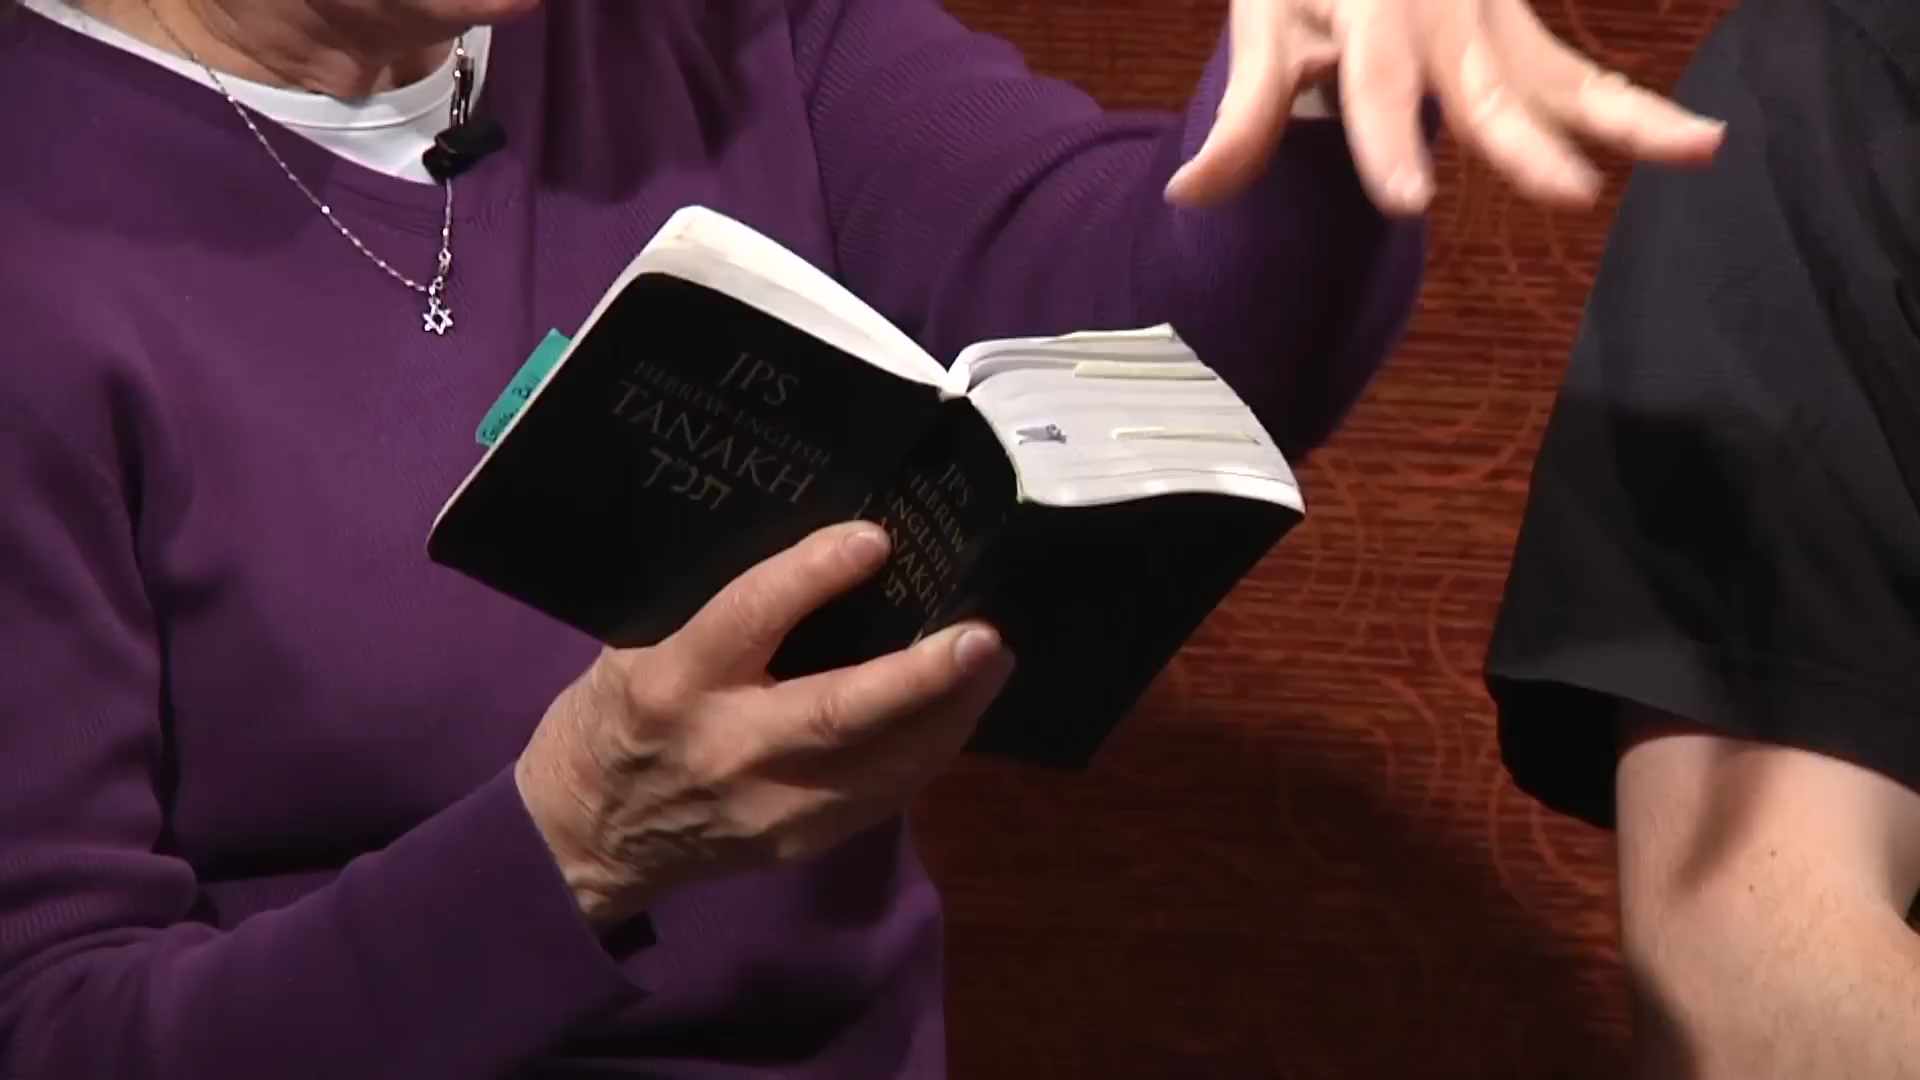 JPS
HEBREW-ENGLISH
TANAKH
תנ״ך
JPS
HEBREW
ENGLISH
TANAKH